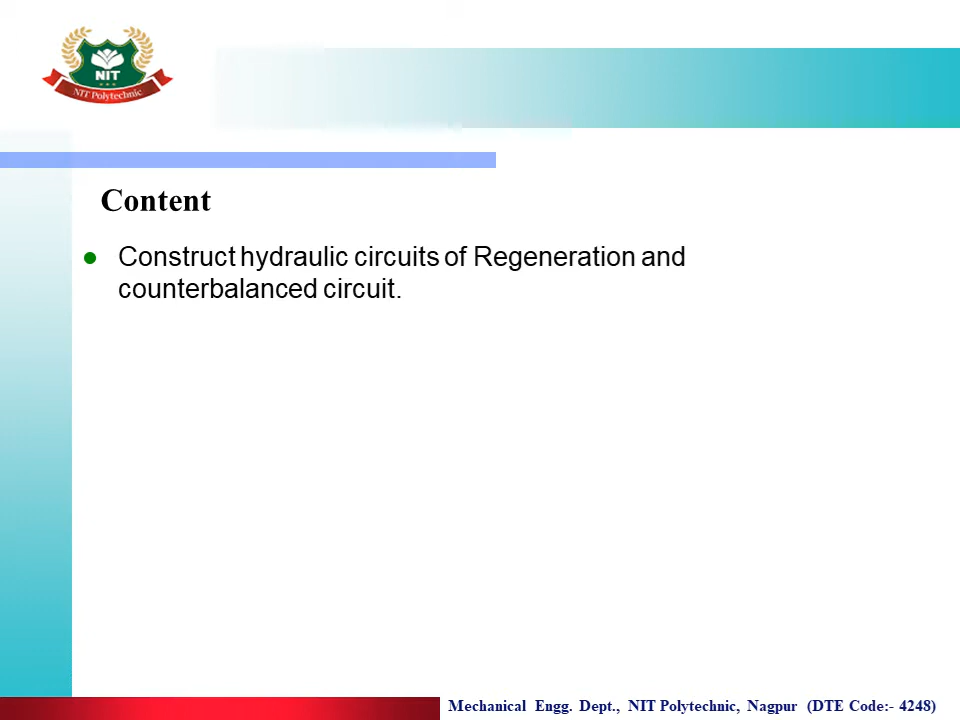 NIT
NIT Polytechnic
Content
Construct hydraulic circuits of Regeneration and
counterbalanced circuit.
Mechanical Engg. Dept., NIT Polytechnic, Nagpur (DTE Code:- 4248)